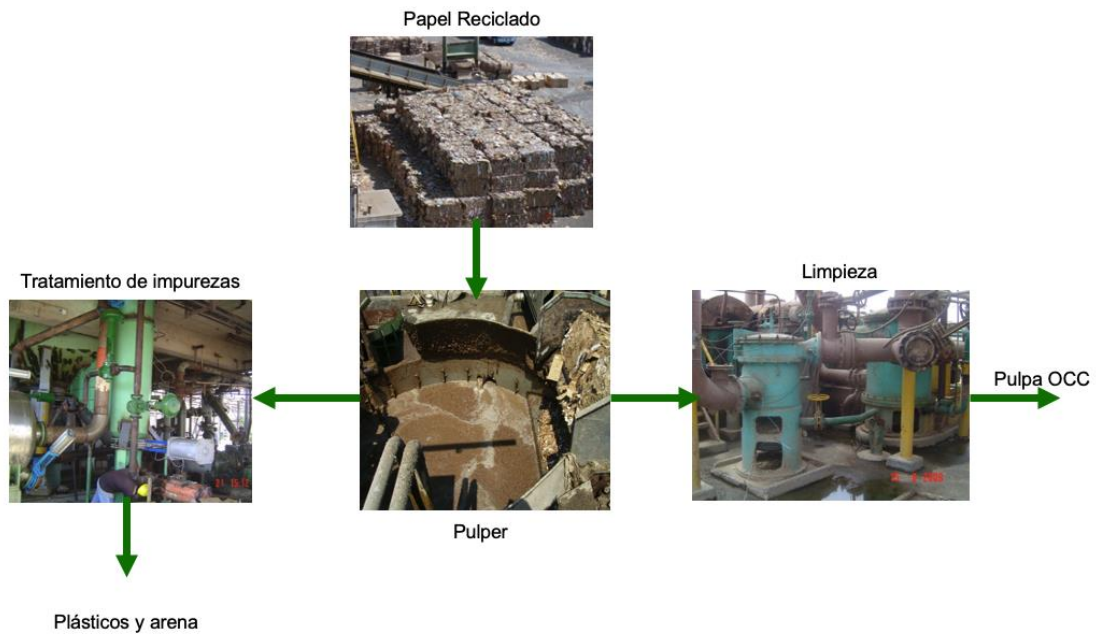 Papel Reciclado
Tratamiento de impurezas
Limpieza
Pulpa OCC
Pulper
Plásticos y arena